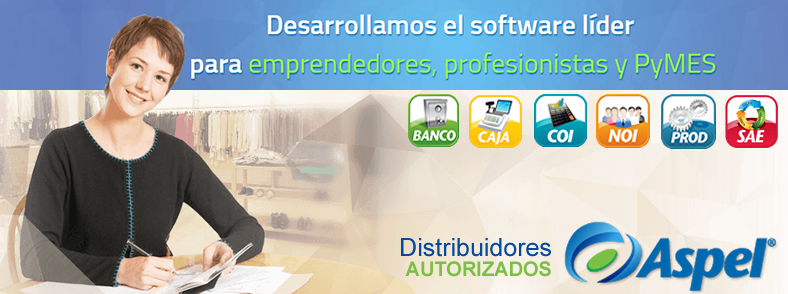 Desarrollamos el software líder
para emprendedores, profesionistas y PyMES
BANCO CAJA COI NOI PROD SAE
Distribuidores
AUTORIZADOS
Aspel®